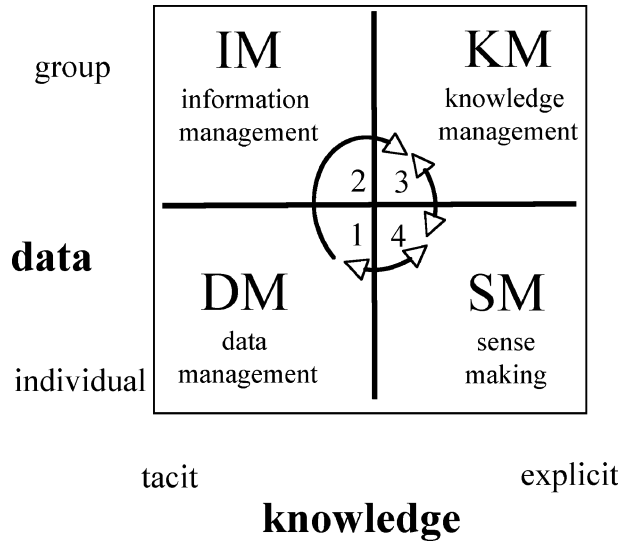 group
IM
information
management
KM
knowledge
management
2
3
1
4
data
DM
data
management
SM
sense
making
individual
tacit
explicit
knowledge